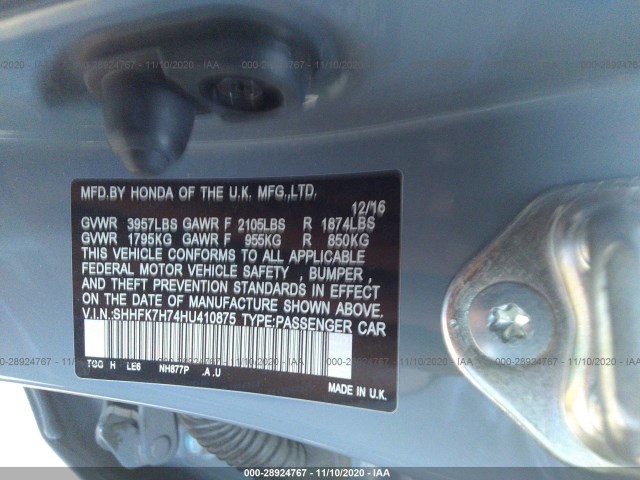 MFD.BY HONDA OF THE U.K. MFG.,LTD.
12/16
GVWR 3957LBS GAWR F 2105LBS R 1874LBS
GVWR 1795KG GAWR F 955KG R 850KG
THIS VEHICLE CONFORMS TO ALL APPLICABLE
FEDERAL MOTOR VEHICLE SAFETY , BUMPER ,
AND THEFT PREVENTION STANDARDS IN EFFECT
ON THE DATE OF MANUFACTURE SHOWN ABOVE.
V.I.N.:SHHFK7H74HU410875 TYPE:PASSENGER CAR
TGG H LE6 NH877P .A.U
MADE IN U.K.
000-28924767 - 11/10/2020 - IAA